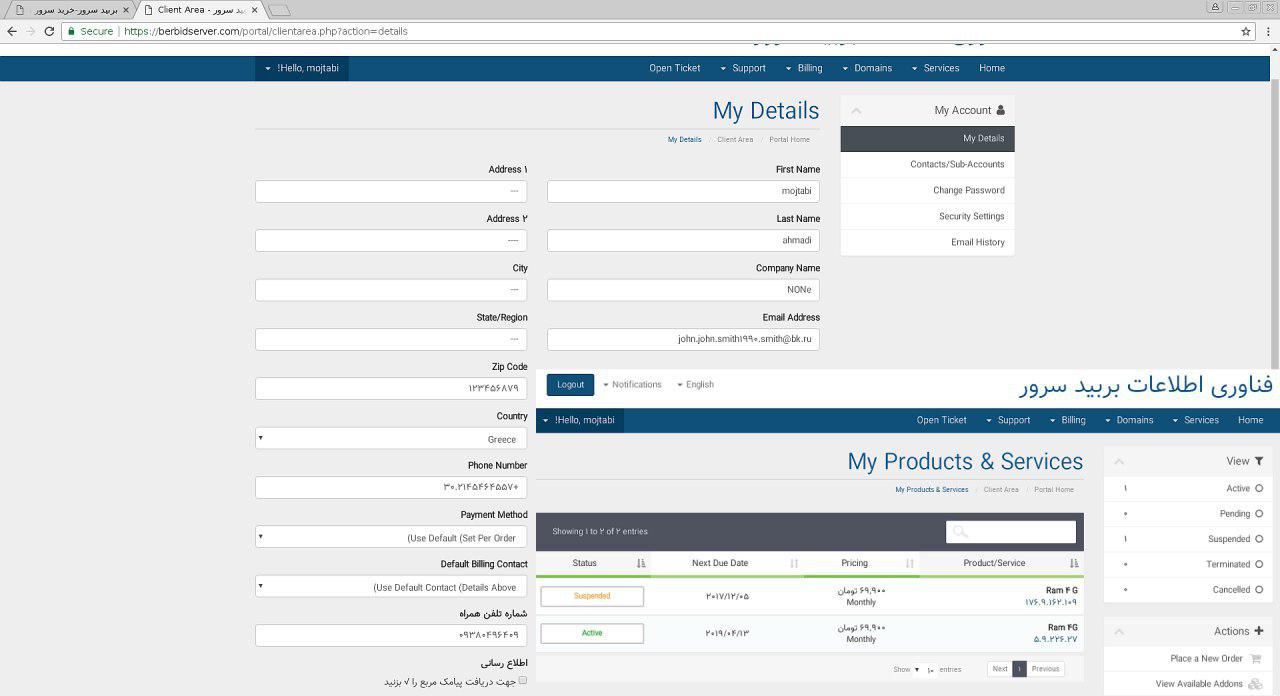 بربید سرور-خرید سرور
Client Area - بید سرور
Secure
https://berbidserver.com/portal/clientarea.php?action=details
!Hello, mojtabi
Open Ticket
Support
Billing
Domains
Services
Home
My Details
My Details / Client Area / Portal Home
My Account
My Details
Contacts/Sub-Accounts
Change Password
Security Settings
Email History
First Name
mojtabi
Last Name
ahmadi
Company Name
NONe
Email Address
john.john.smith۱۹۹۰.smith@bk.ru
Address ۱
---
Address ۲
----
City
---
State/Region
---
Zip Code
۱۲۳۴۵۶۸۷۹
Country
Greece
Phone Number
۳۰.۲۱۴۵۴۶۴۵۵۷+
Payment Method
(Use Default (Set Per Order
Default Billing Contact
(Use Default Contact (Details Above
شماره تلفن همراه
۰۹۳۸۰۴۹۶۴۰۹
اطلاع رسانی
جهت دریافت پیامک مربع را √ بزنید
Logout
Notifications
English
فناوری اطلاعات بربید سرور
!Hello, mojtabi
Open Ticket
Support
Billing
Domains
Services
Home
My Products & Services
My Products & Services / Client Area / Portal Home
Showing ۱ to ۲ of ۲ entries
Status
Next Due Date
Pricing
Product/Service
Suspended
۲۰۱۷/۱۲/۰۵
۶۹,۹۰۰ تومان
Monthly
Ram ۴ G
۱۷۶.۹.۱۶۲.۱۰۹
Active
۲۰۱۹/۰۴/۱۳
۶۹,۹۰۰ تومان
Monthly
Ram ۴G
۵.۹.۲۲۶.۲۷
Show ۱۰ entries
Next ۱ Previous
View
۱ Active
۰ Pending
۱ Suspended
۰ Terminated
۰ Cancelled
Actions
Place a New Order
View Available Addons